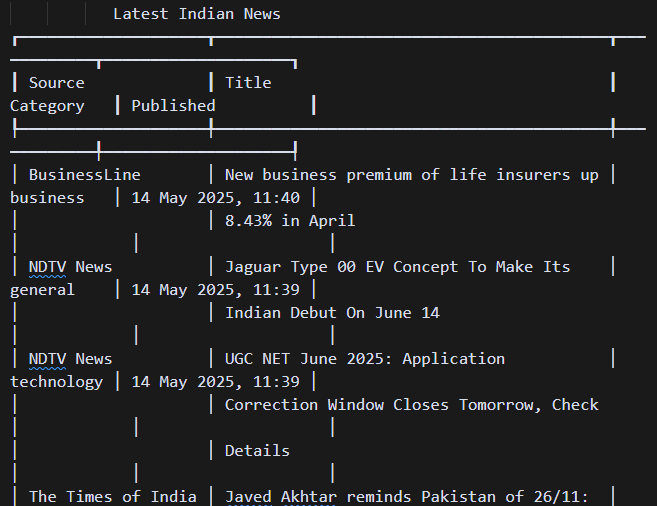 Latest Indian News
Source Title
Category Published
BusinessLine New business premium of life insurers up
business 14 May 2025, 11:40
8.43% in April
NDTV News Jaguar Type 00 EV Concept To Make Its
general 14 May 2025, 11:39
Indian Debut On June 14
NDTV News UGC NET June 2025: Application
technology 14 May 2025, 11:39
Correction Window Closes Tomorrow, Check
Details
The Times of India Javed Akhtar reminds Pakistan of 26/11: